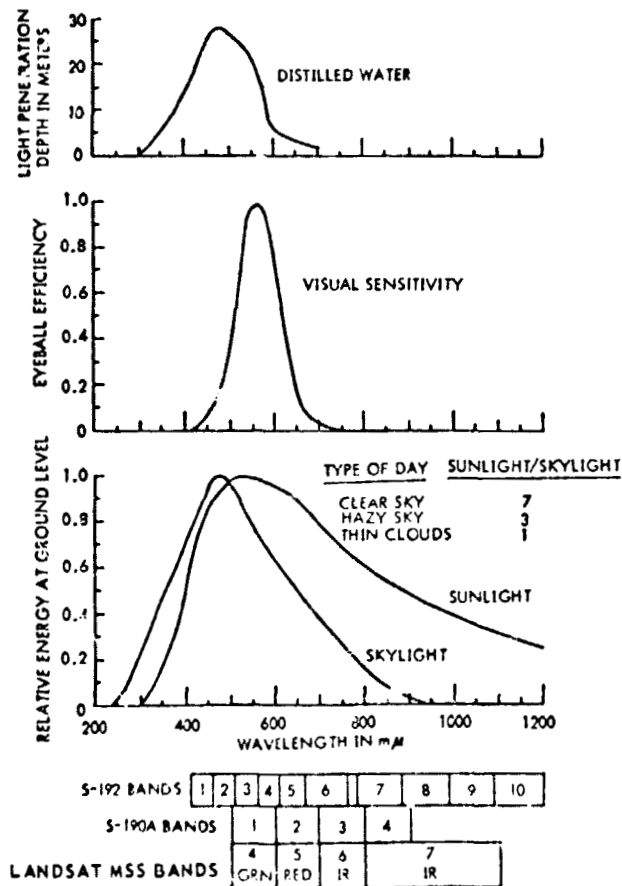 LIGHT PENETRATION
DEPTH IN METERS
30
20
10
0
DISTILLED WATER
EYEBALL EFFICIENCY
1.0
0.8
0.6
0.4
0.2
0
VISUAL SENSITIVITY
RELATIVE ENERGY AT GROUND LEVEL
1.0
0.8
0.6
0.4
0.2
0
TYPE OF DAY SUNLIGHT/SKYLIGHT
CLEAR SKY 7
HAZY SKY 3
THIN CLOUDS 1
SUNLIGHT
SKYLIGHT
200 400 600 800 1000 1200
WAVELENGTH IN mμ
S-192 BANDS 1 2 3 4 5 6 7 8 9 10
S-190A BANDS 1 2 3 4
LANDSAT MSS BANDS 4 5 6 7
GRN RED IR IR